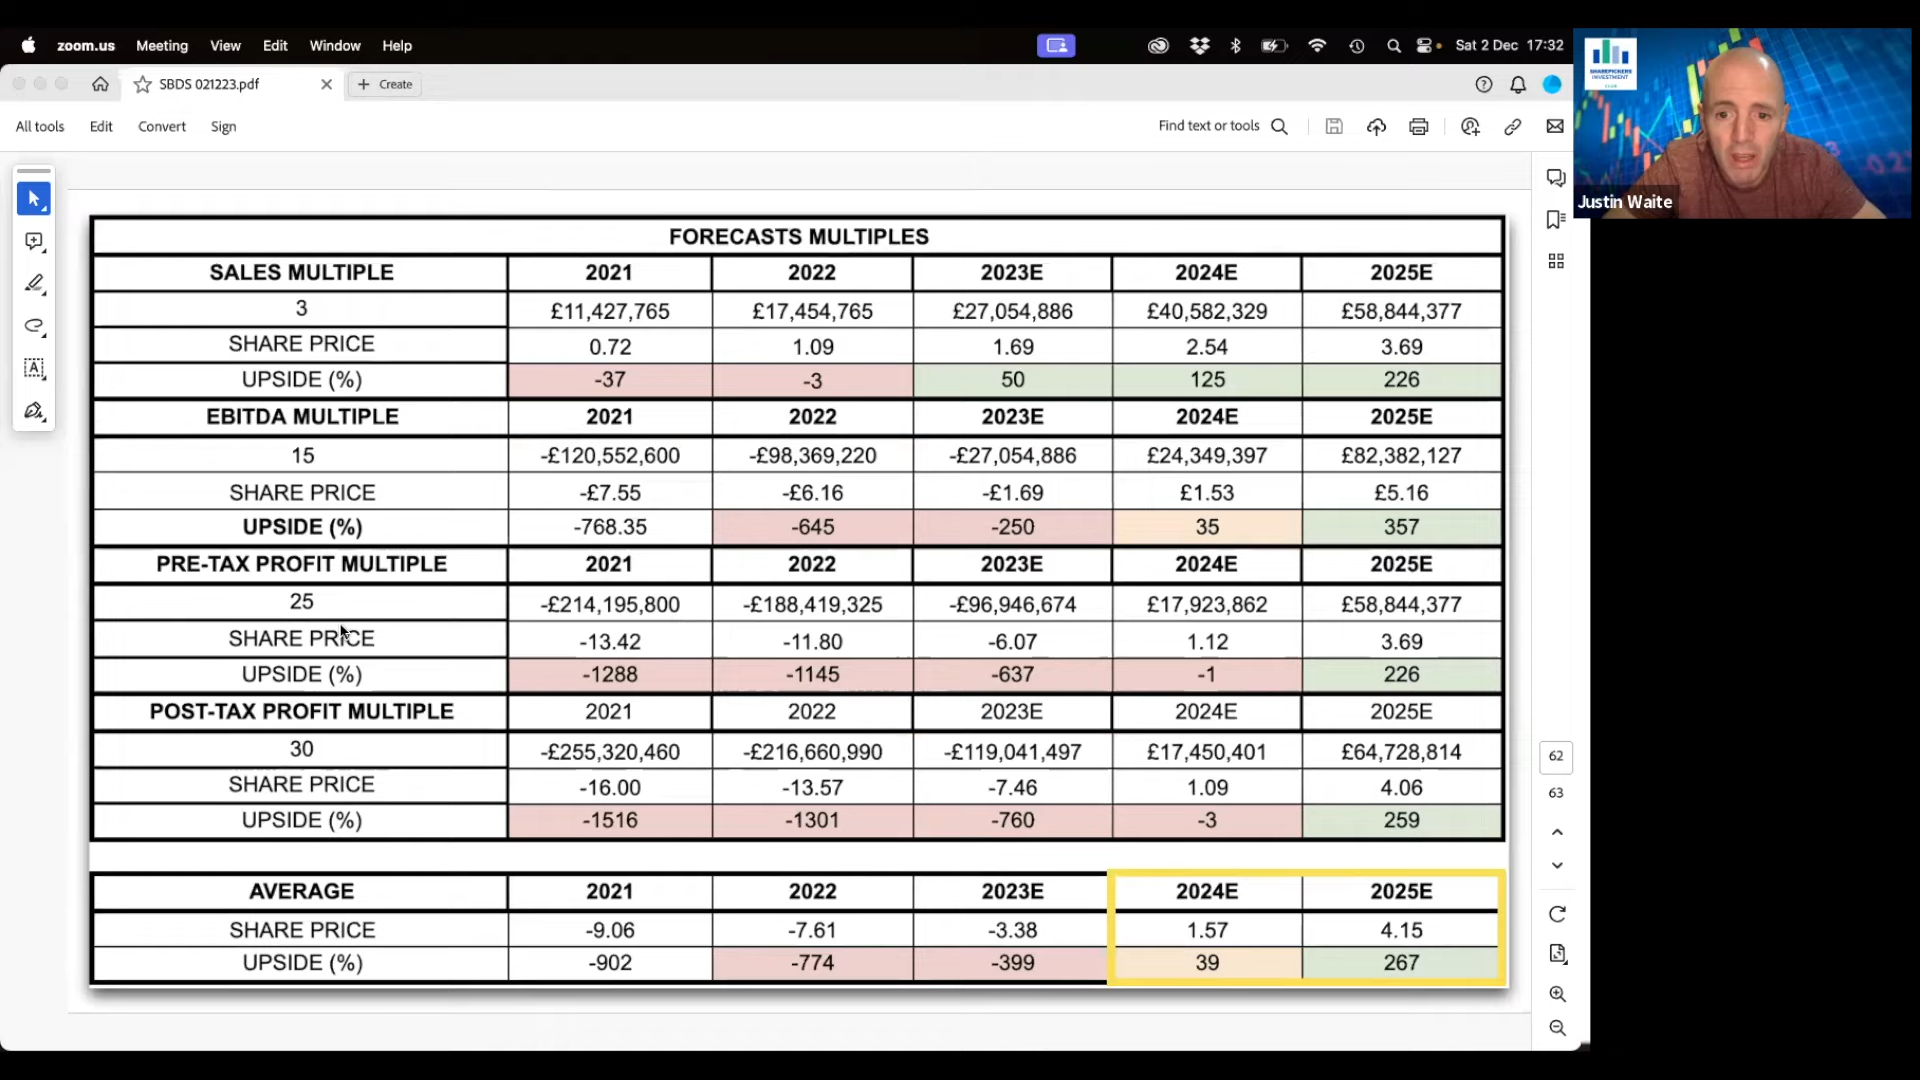 zoom.us Meeting View Edit Window Help Sat 2 Dec 17:32
SBDS 021223.pdf Create
All tools Edit Convert Sign Find text or tools
SHAREPICKERS
INVESTMENT
CLUB
Justin Waite
FORECASTS MULTIPLES
SALES MULTIPLE 2021 2022 2023E 2024E 2025E
3 £11,427,765 £17,454,765 £27,054,886 £40,582,329 £58,844,377
SHARE PRICE 0.72 1.09 1.69 2.54 3.69
UPSIDE (%) -37 -3 50 125 226
EBITDA MULTIPLE 2021 2022 2023E 2024E 2025E
15 -£120,552,600 -£98,369,220 -£27,054,886 £24,349,397 £82,382,127
SHARE PRICE -£7.55 -£6.16 -£1.69 £1.53 £5.16
UPSIDE (%) -768.35 -645 -250 35 357
PRE-TAX PROFIT MULTIPLE 2021 2022 2023E 2024E 2025E
25 -£214,195,800 -£188,419,325 -£96,946,674 £17,923,862 £58,844,377
SHARE PRICE -13.42 -11.80 -6.07 1.12 3.69
UPSIDE (%) -1288 -1145 -637 -1 226
POST-TAX PROFIT MULTIPLE 2021 2022 2023E 2024E 2025E
30 -£255,320,460 -£216,660,990 -£119,041,497 £17,450,401 £64,728,814
SHARE PRICE -16.00 -13.57 -7.46 1.09 4.06
UPSIDE (%) -1516 -1301 -760 -3 259
AVERAGE 2021 2022 2023E 2024E 2025E
SHARE PRICE -9.06 -7.61 -3.38 1.57 4.15
UPSIDE (%) -902 -774 -399 39 267
62
63